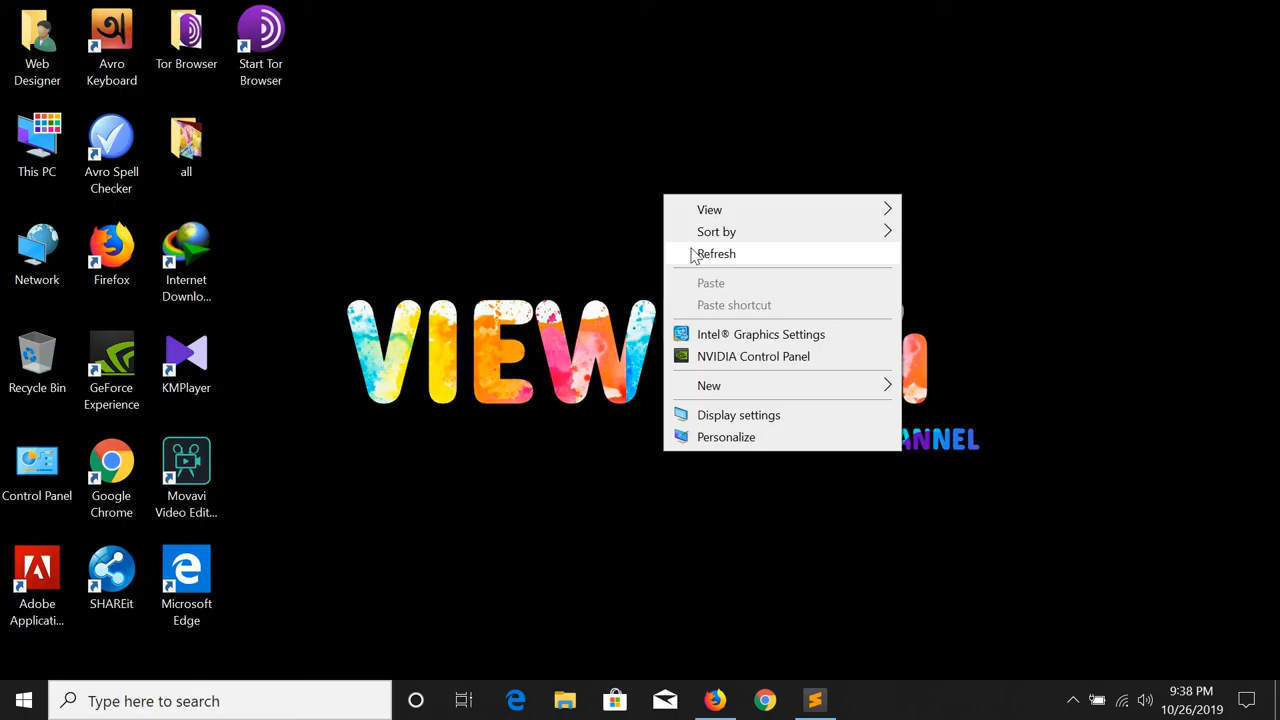 Web
Designer
Avro
Keyboard
Tor Browser
Start Tor
Browser
This PC
Avro Spell
Checker
all
Network
Firefox
Internet
Downlo...
Recycle Bin
GeForce
Experience
KMPlayer
Control Panel
Google
Chrome
Movavi
Video Edit...
Adobe
Applicati...
SHAREit
Microsoft
Edge
VIEW
View
Sort by
Refresh
Paste
Paste shortcut
Intel® Graphics Settings
NVIDIA Control Panel
New
Display settings
Personalize
Type here to search
9:38 PM
10/26/2019